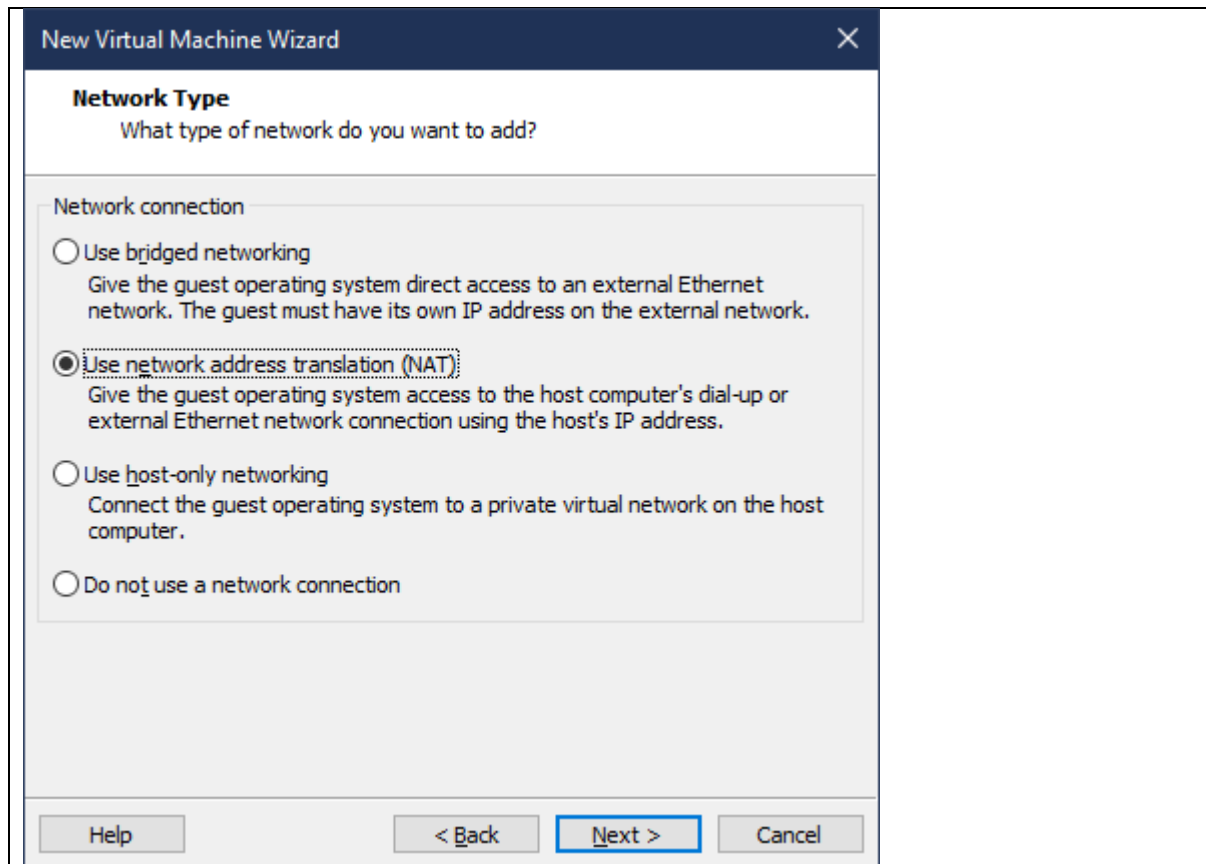 New Virtual Machine Wizard
Network Type
What type of network do you want to add?
Network connection
Use bridged networking
Give the guest operating system direct access to an external Ethernet
network. The guest must have its own IP address on the external network.
Use network address translation (NAT)
Give the guest operating system access to the host computer's dial-up or
external Ethernet network connection using the host's IP address.
Use host-only networking
Connect the guest operating system to a private virtual network on the host
computer.
Do not use a network connection
Help < Back Next > Cancel